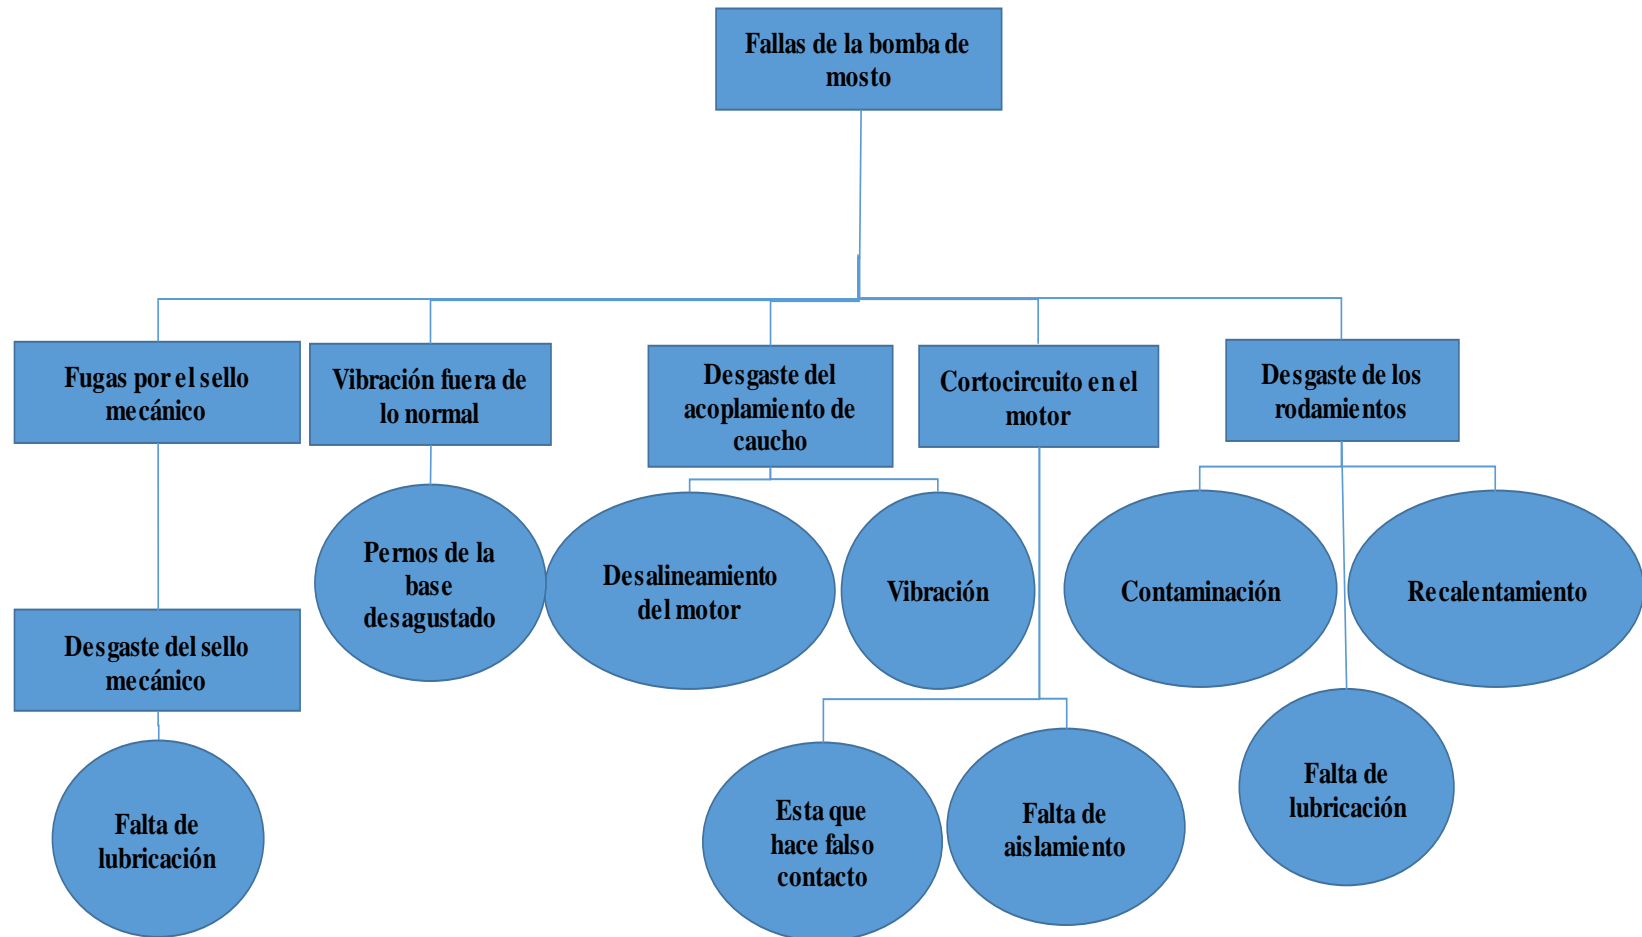 Fallas de la bomba de
mosto
Fugas por el sello
mecánico
Vibración fuera de
lo normal
Desgaste del
acoplamiento de
caucho
Cortocircuito en el
motor
Desgaste de los
rodamientos
Pernos de la
base
desagustado
Desalineamiento
del motor
Vibración
Contaminación
Recalentamiento
Desgaste del sello
mecánico
Falta de
lubricación
Esta que
hace falso
contacto
Falta de
aislamiento
Falta de
lubricación